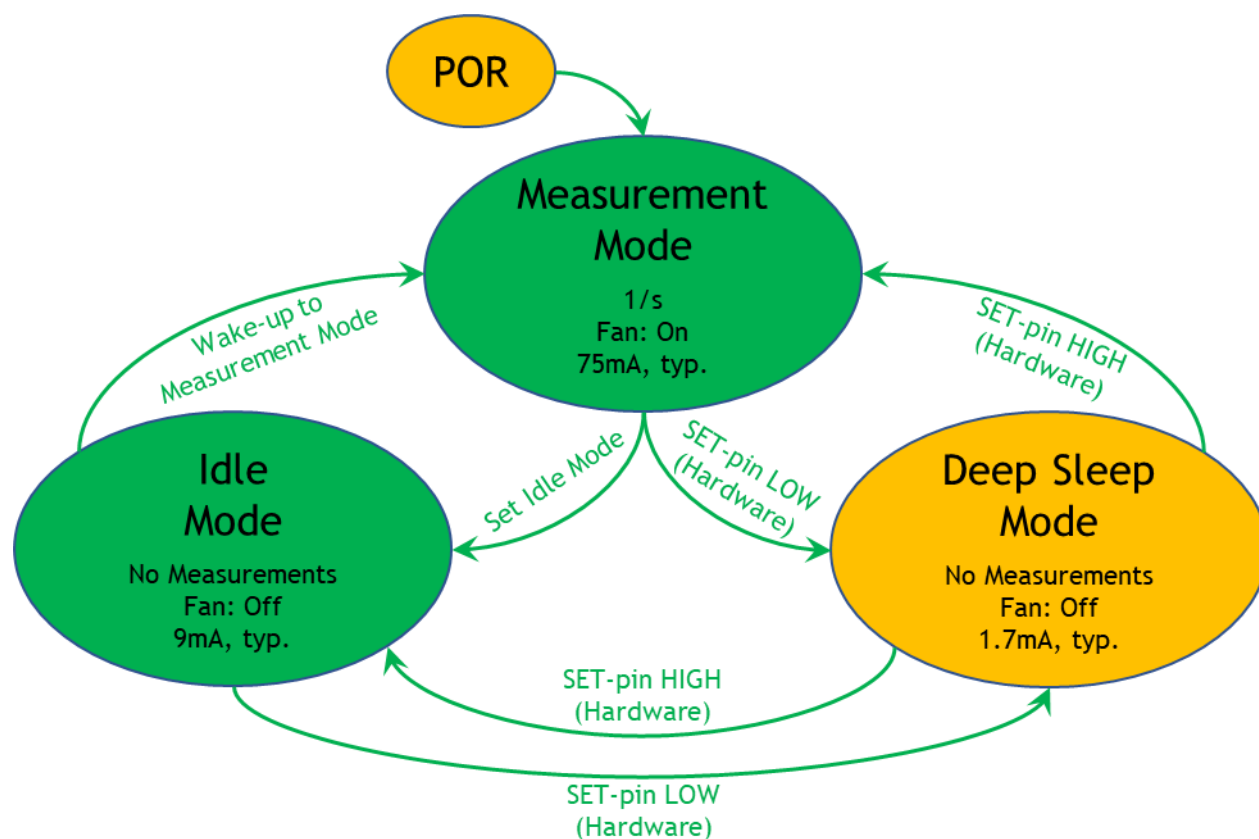 POR
Measurement
Mode
1/s
Fan: On
75mA, typ.
Wake-up to
Measurement Mode
SET-pin HIGH
(Hardware)
Set Idle Mode
SET-pin LOW
(Hardware)
Idle
Mode
No Measurements
Fan: Off
9mA, typ.
Deep Sleep
Mode
No Measurements
Fan: Off
1.7mA, typ.
SET-pin HIGH
(Hardware)
SET-pin LOW
(Hardware)